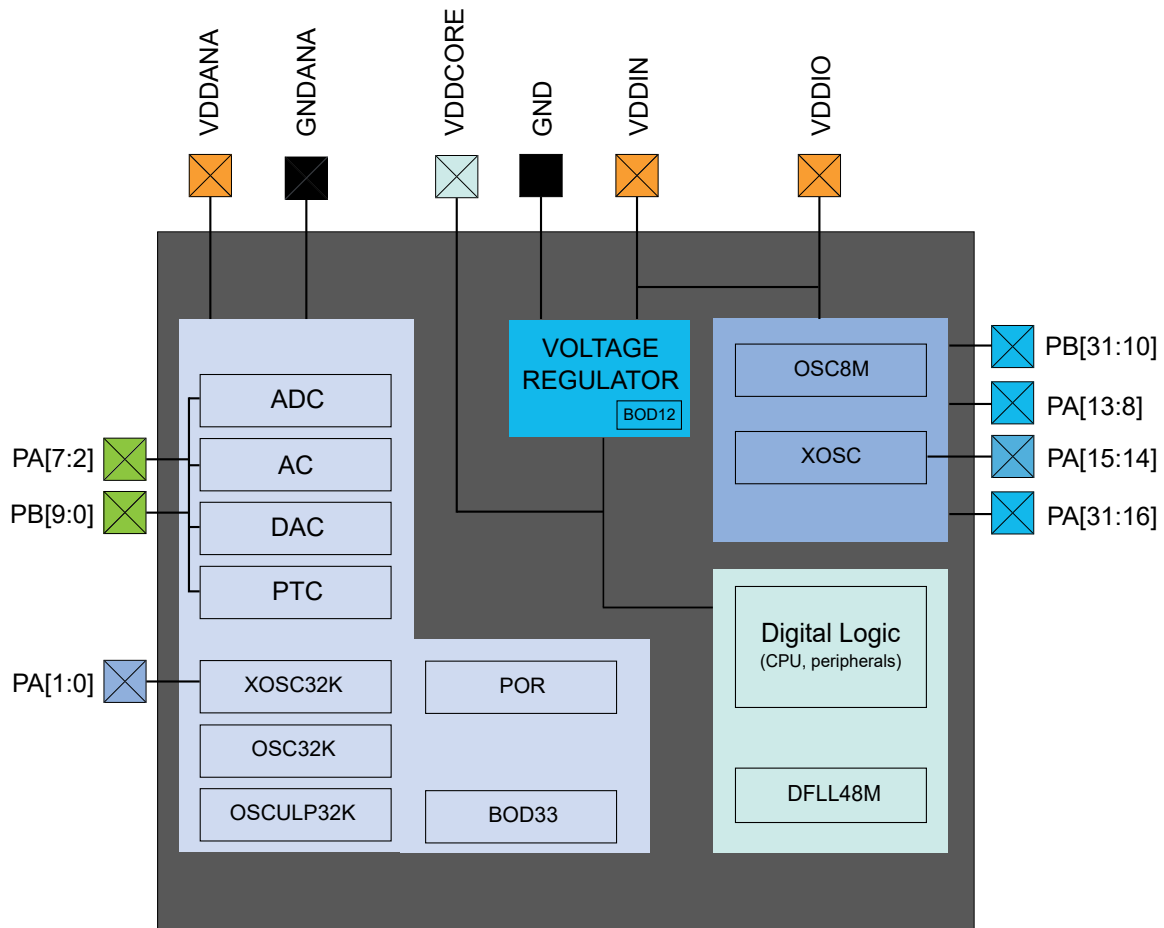 VDDANA
GNDANA
VDDCORE
GND
VDDIN
VDDIO
VOLTAGE
REGULATOR
BOD12
OSC8M
XOSC
PB[31:10]
PA[13:8]
PA[15:14]
PA[31:16]
ADC
AC
DAC
PTC
PA[7:2]
PB[9:0]
PA[1:0]
XOSC32K
OSC32K
OSCULP32K
POR
BOD33
Digital Logic
(CPU, peripherals)
DFLL48M